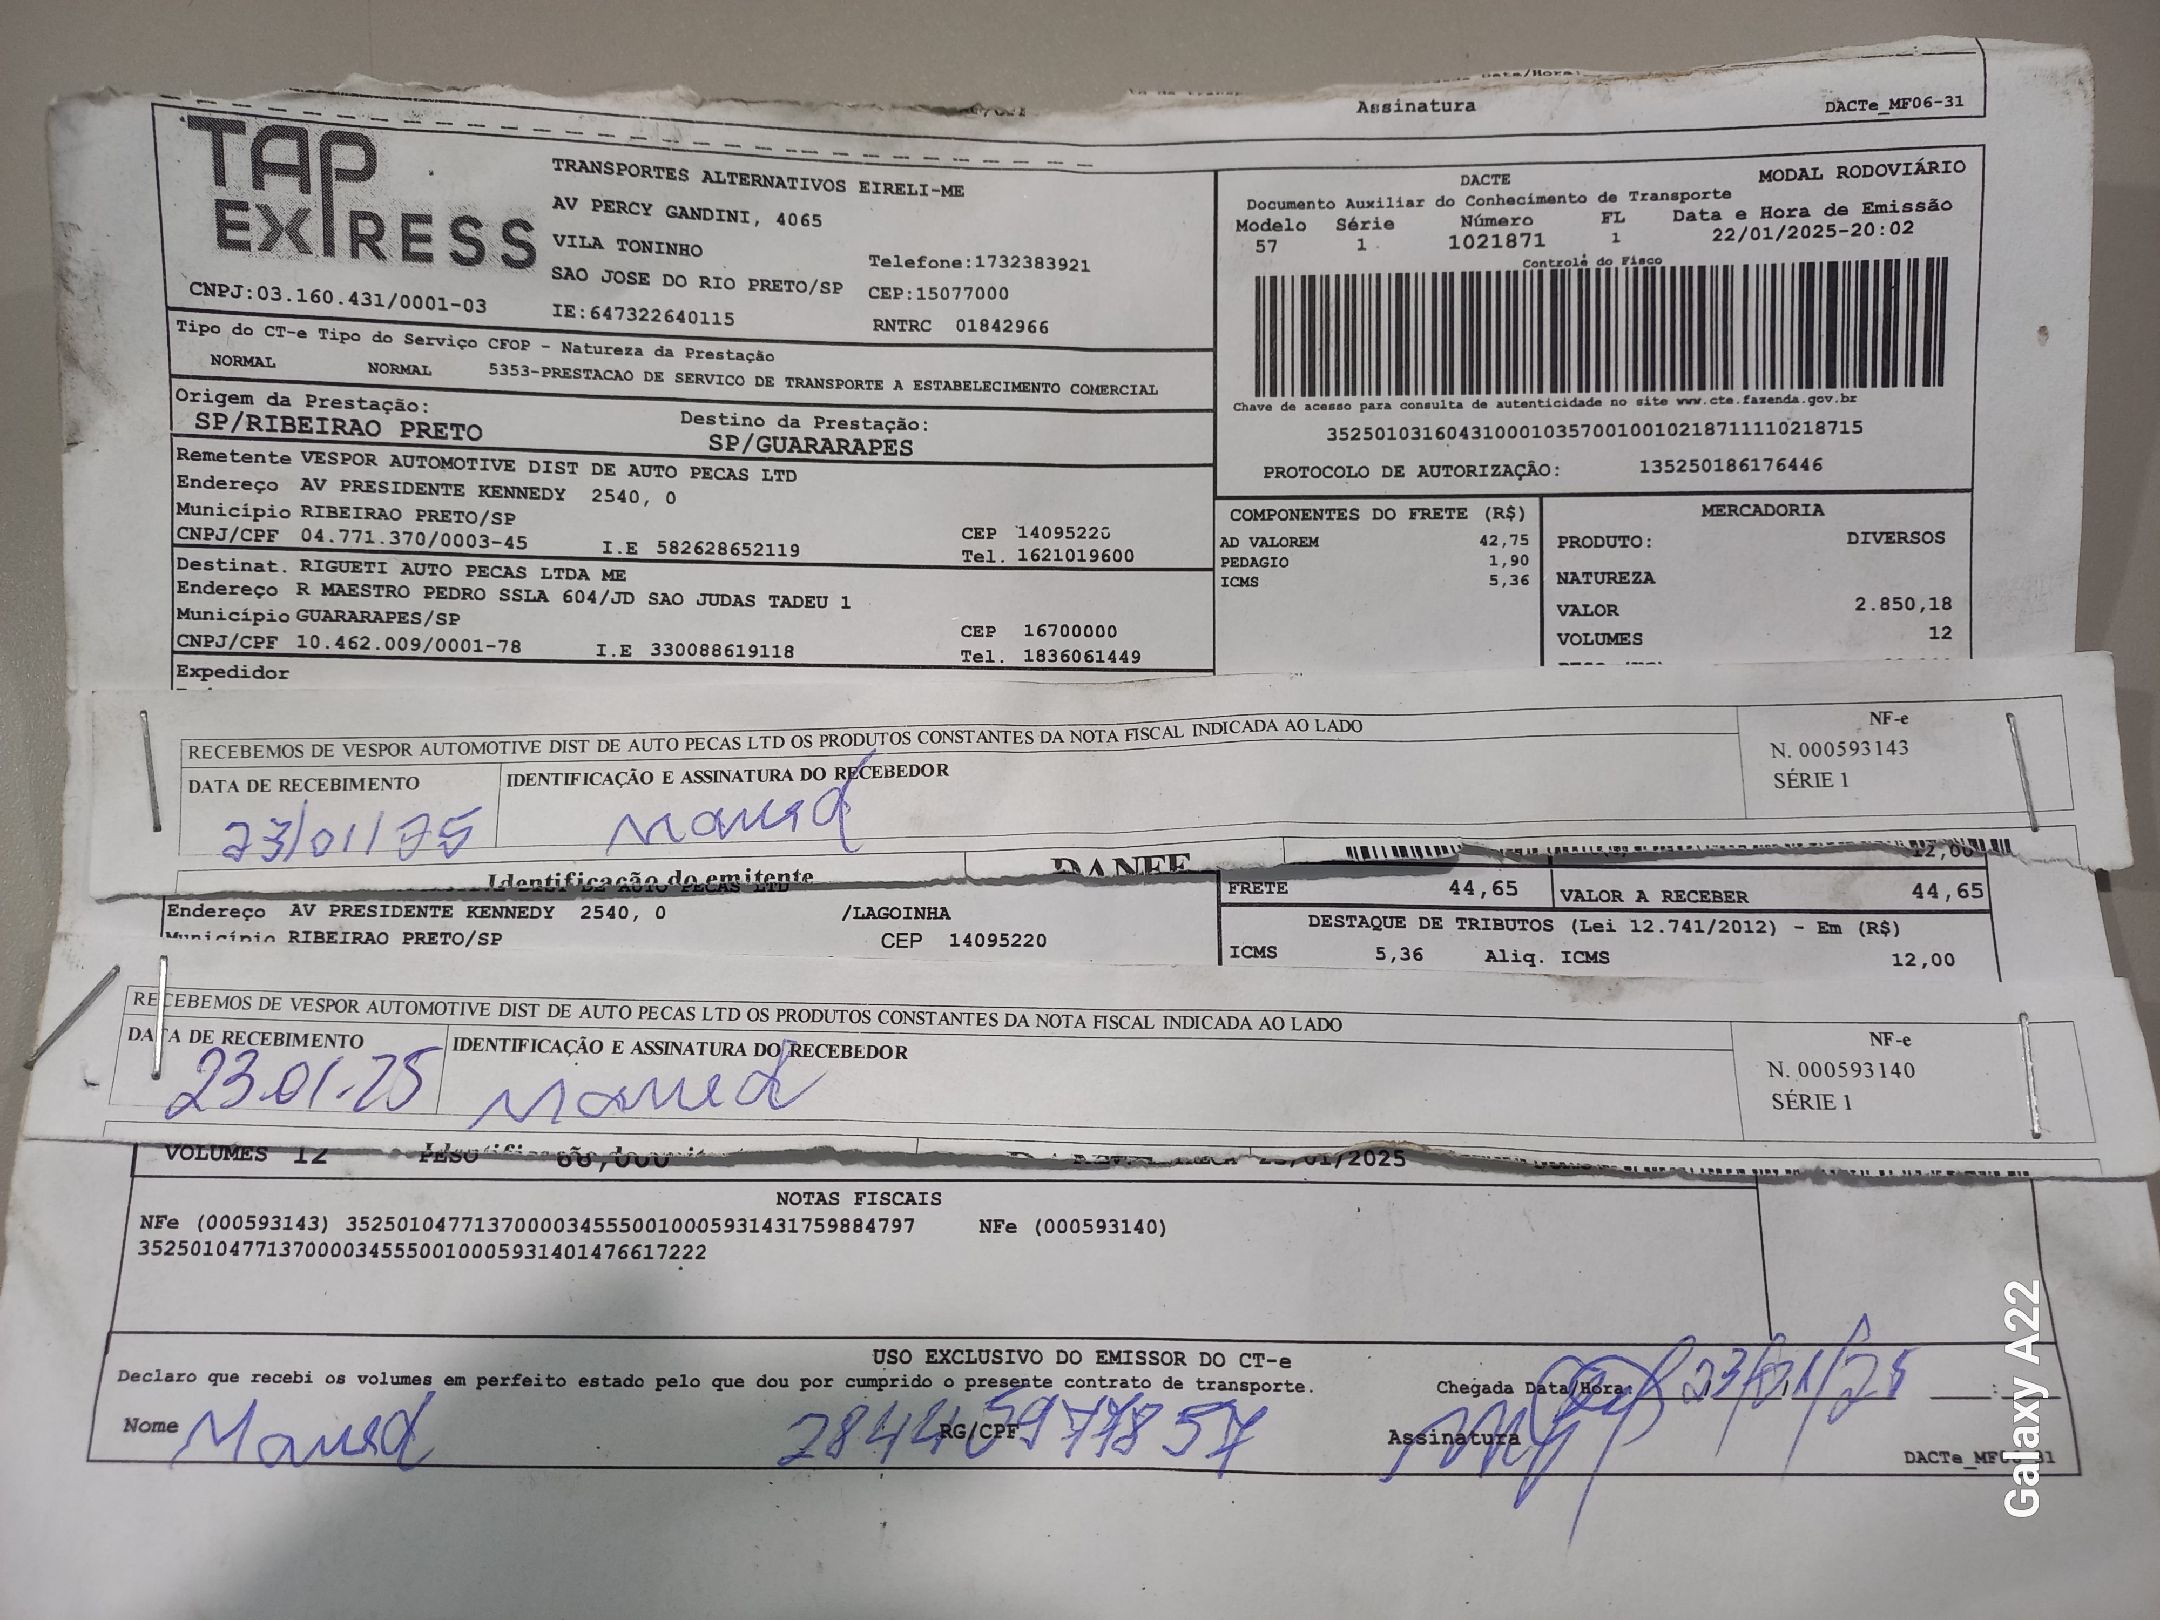 Assinatura
DACTe_MF06-31
TAP EXPRESS
CNPJ:03.160.431/0001-03
TRANSPORTES ALTERNATIVOS EIRELI-ME
AV PERCY GANDINI, 4065
VILA TONINHO
Telefone:1732383921
SAO JOSE DO RIO PRETO/SP CEP:15077000
IE:647322640115 RNTRC 01842966
Tipo do CT-e Tipo do Serviço CFOP - Natureza da Prestação
NORMAL NORMAL 5353-PRESTACAO DE SERVICO DE TRANSPORTE A ESTABELECIMENTO COMERCIAL
Origem da Prestação: Destino da Prestação:
SP/RIBEIRAO PRETO SP/GUARARAPES
Remetente VESPOR AUTOMOTIVE DIST DE AUTO PECAS LTD
Endereço AV PRESIDENTE KENNEDY 2540, 0
Município RIBEIRAO PRETO/SP CEP 14095220
CNPJ/CPF 04.771.370/0003-45 I.E 582628652119 Tel. 1621019600
Destinat. RIGUETI AUTO PECAS LTDA ME
Endereço R MAESTRO PEDRO SSLA 604/JD SAO JUDAS TADEU 1
Município GUARARAPES/SP CEP 16700000
CNPJ/CPF 10.462.009/0001-78 I.E 330088619118 Tel. 1836061449
Expedidor
DACTE MODAL RODOVIÁRIO
Documento Auxiliar do Conhecimento de Transporte
Modelo Série Número FL Data e Hora de Emissão
57 1 1021871 1 22/01/2025-20:02
Controle do Fisco
Chave de acesso para consulta de autenticidade no site www.cte.fazenda.gov.br
35250103160431000103570010010218711110218715
PROTOCOLO DE AUTORIZAÇÃO: 135250186176446
COMPONENTES DO FRETE (R$)
AD VALOREM 42,75
PEDAGIO 1,90
ICMS 5,36
MERCADORIA
PRODUTO: DIVERSOS
NATUREZA
VALOR 2.850,18
VOLUMES 12
RECEBEMOS DE VESPOR AUTOMOTIVE DIST DE AUTO PECAS LTD OS PRODUTOS CONSTANTES DA NOTA FISCAL INDICADA AO LADO
DATA DE RECEBIMENTO IDENTIFICAÇÃO E ASSINATURA DO RECEBEDOR
23/01/25
NF-e
N. 000593143
SÉRIE 1
Identificação do emitente DANFE 12,00
FRETE 44,65 VALOR A RECEBER 44,65
Endereço AV PRESIDENTE KENNEDY 2540, 0 /LAGOINHA
Município RIBEIRAO PRETO/SP CEP 14095220
DESTAQUE DE TRIBUTOS (Lei 12.741/2012) - Em (R$)
ICMS 5,36 Aliq. ICMS 12,00
RECEBEMOS DE VESPOR AUTOMOTIVE DIST DE AUTO PECAS LTD OS PRODUTOS CONSTANTES DA NOTA FISCAL INDICADA AO LADO
DATA DE RECEBIMENTO IDENTIFICAÇÃO E ASSINATURA DO RECEBEDOR
23.01.25
NF-e
N. 000593140
SÉRIE 1
VOLUMES 12 PESO 66,000 /01/2025
NOTAS FISCAIS
NFe (000593143) 35250104771370000345550010005931431759884797 NFe (000593140)
35250104771370000345550010005931401476617222
USO EXCLUSIVO DO EMISSOR DO CT-e
Declaro que recebi os volumes em perfeito estado pelo que dou por cumprido o presente contrato de transporte. Chegada Data/Hora: 23/01/25
Nome RG/CPF Assinatura
DACTe_MF06-31
Galaxy A22